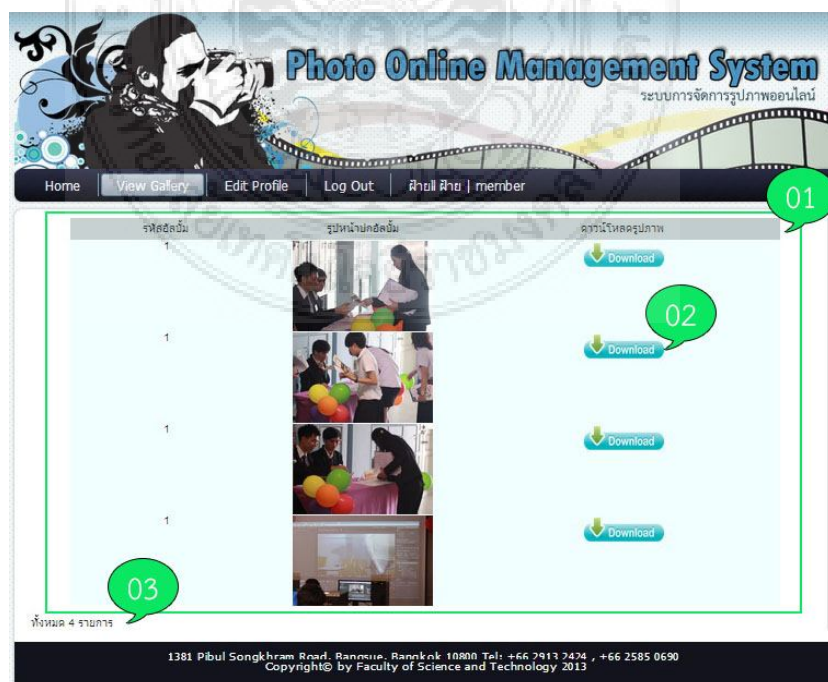 Photo Online Management System
ระบบการจัดการรูปภาพออนไลน์
Home View Gallery Edit Profile Log Out ฝ้ายll ฝ้าย | member
01
รหัสอัลบั้ม รูปหน้าปกอัลบั้ม ดาวน์โหลดรูปภาพ
1 Download
02
1 Download
1 Download
1 Download
03
ทั้งหมด 4 รายการ
1381 Pibul Songkhram Road, Bangsue, Bangkok 10800 Tel: +66 2913 2424 , +66 2585 0690
Copyright© by Faculty of Science and Technology 2013